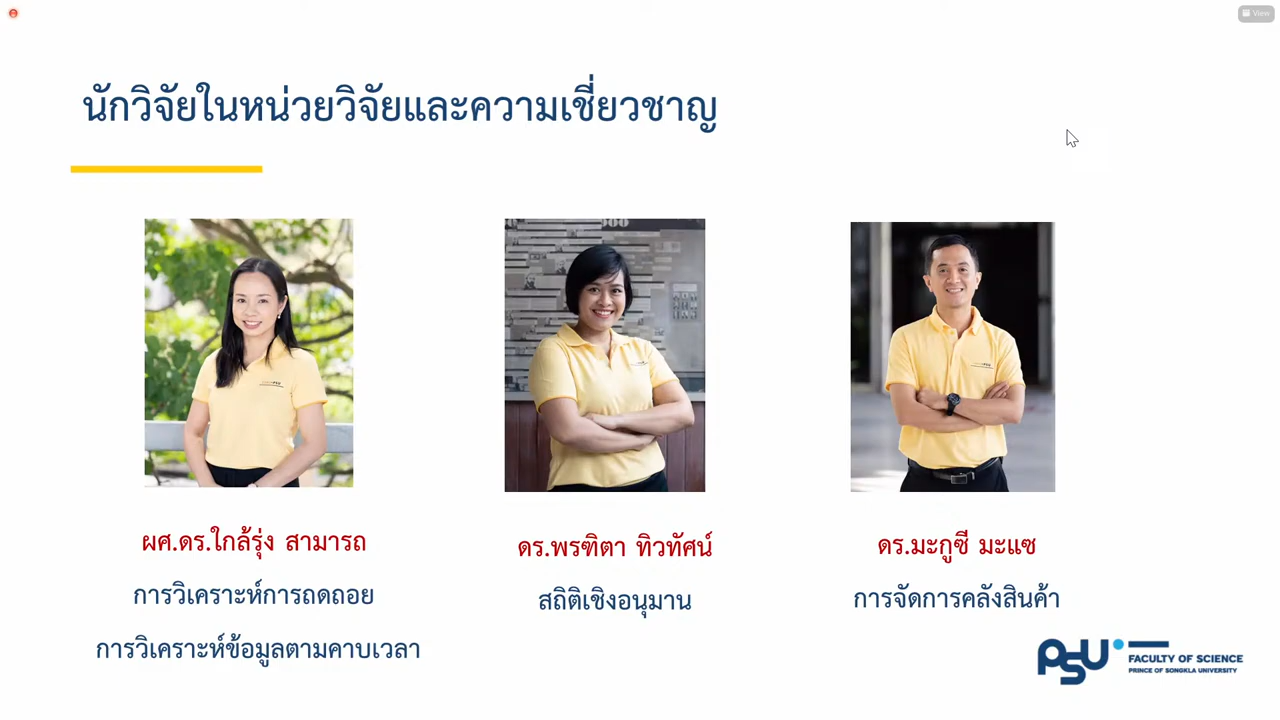 View
นักวิจัยในหน่วยวิจัยและความเชี่ยวชาญ
ผศ.ดร.ใกล้รุ่ง สามารถ
การวิเคราะห์การถดถอย
การวิเคราะห์ข้อมูลตามคาบเวลา
ดร.พรฑิตา ทิวทัศน์
สถิติเชิงอนุมาน
ดร.มะกูซี มะแซ
การจัดการคลังสินค้า
PSU
FACULTY OF SCIENCE
PRINCE OF SONGKLA UNIVERSITY